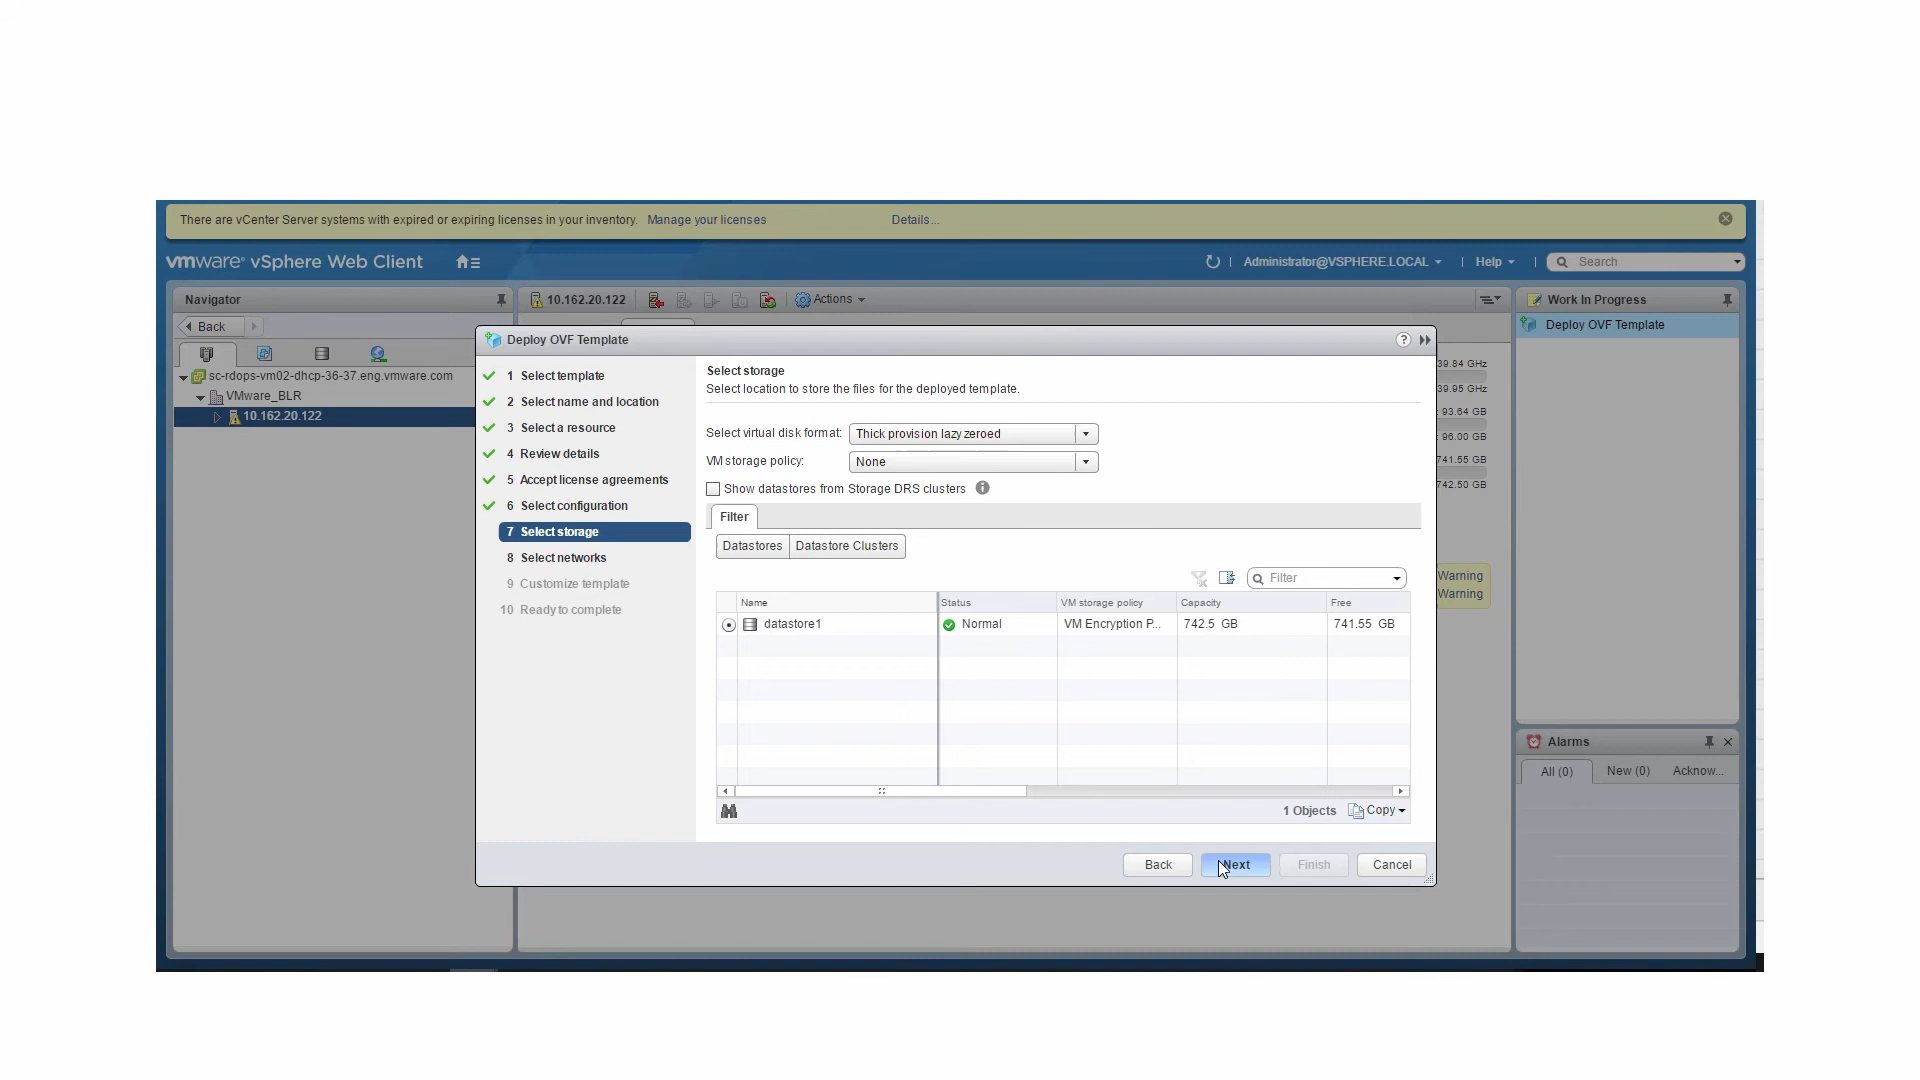 There are vCenter Server systems with expired or expiring licenses in your inventory. Manage your licenses Details...
vmware® vSphere Web Client
Administrator@VSPHERE.LOCAL | Help | Search
Navigator
Back
sc-rdops-vm02-dhcp-36-37.eng.vmware.com
VMware_BLR
10.162.20.122
10.162.20.122 Actions
Deploy OVF Template
1 Select template
2 Select name and location
3 Select a resource
4 Review details
5 Accept license agreements
6 Select configuration
7 Select storage
8 Select networks
9 Customize template
10 Ready to complete
Select storage
Select location to store the files for the deployed template.
Select virtual disk format: Thick provision lazy zeroed
VM storage policy: None
Show datastores from Storage DRS clusters
Filter
Datastores Datastore Clusters
Filter
Name Status VM storage policy Capacity Free
datastore1 Normal VM Encryption P... 742.5 GB 741.55 GB
1 Objects Copy
Back Next Finish Cancel
39.84 GHz
39.95 GHz
: 93.64 GB
: 96.00 GB
741.55 GB
742.50 GB
Warning
Warning
Work In Progress
Deploy OVF Template
Alarms
All (0) New (0) Acknow...